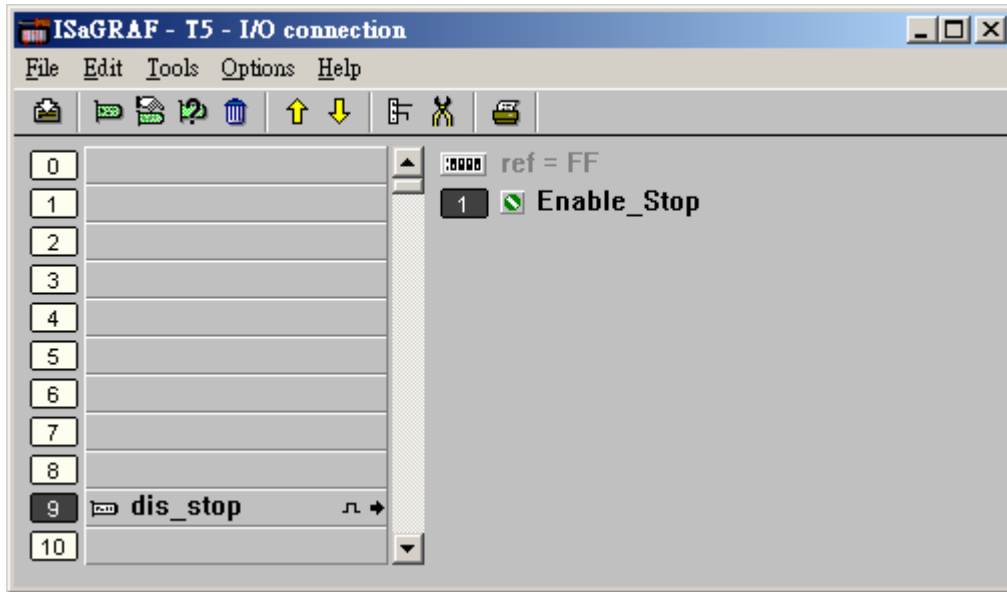 ISaGRAF - T5 - I/O connection
File Edit Tools Options Help
0
1
2
3
4
5
6
7
8
9 dis_stop
10
ref = FF
1 Enable_Stop